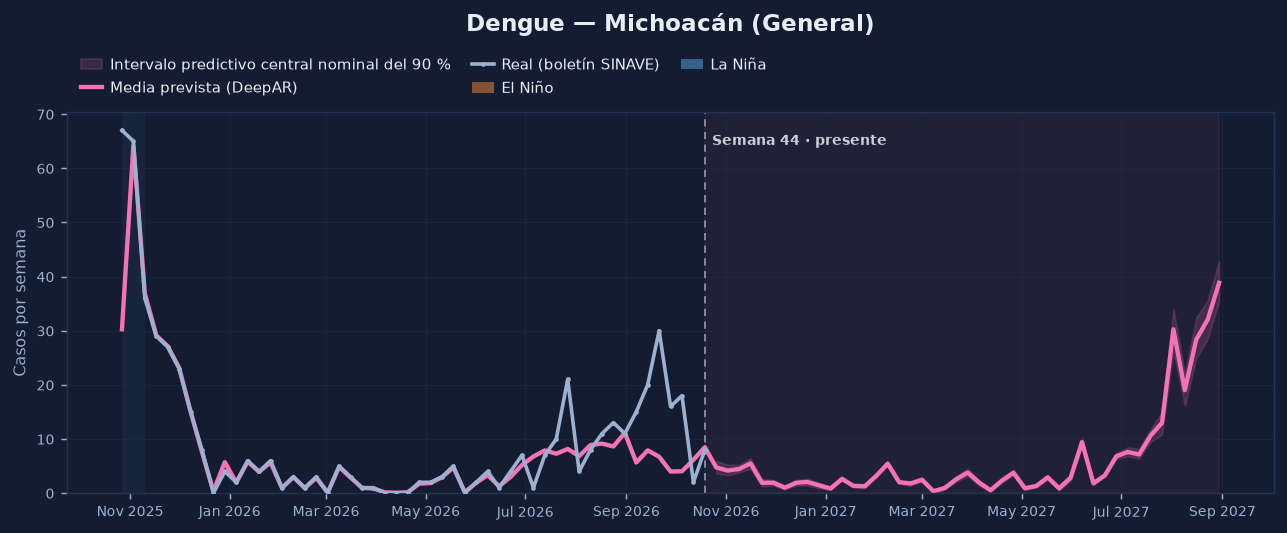 Dengue — Michoacán (General)
Intervalo predictivo central nominal del 90 %
Real (boletín SINAVE)
La Niña
Media prevista (DeepAR)
El Niño
70
60
50
40
30
20
10
0
Casos por semana
Semana 44 · presente
Nov 2025
Jan 2026
Mar 2026
May 2026
Jul 2026
Sep 2026
Nov 2026
Jan 2027
Mar 2027
May 2027
Jul 2027
Sep 2027